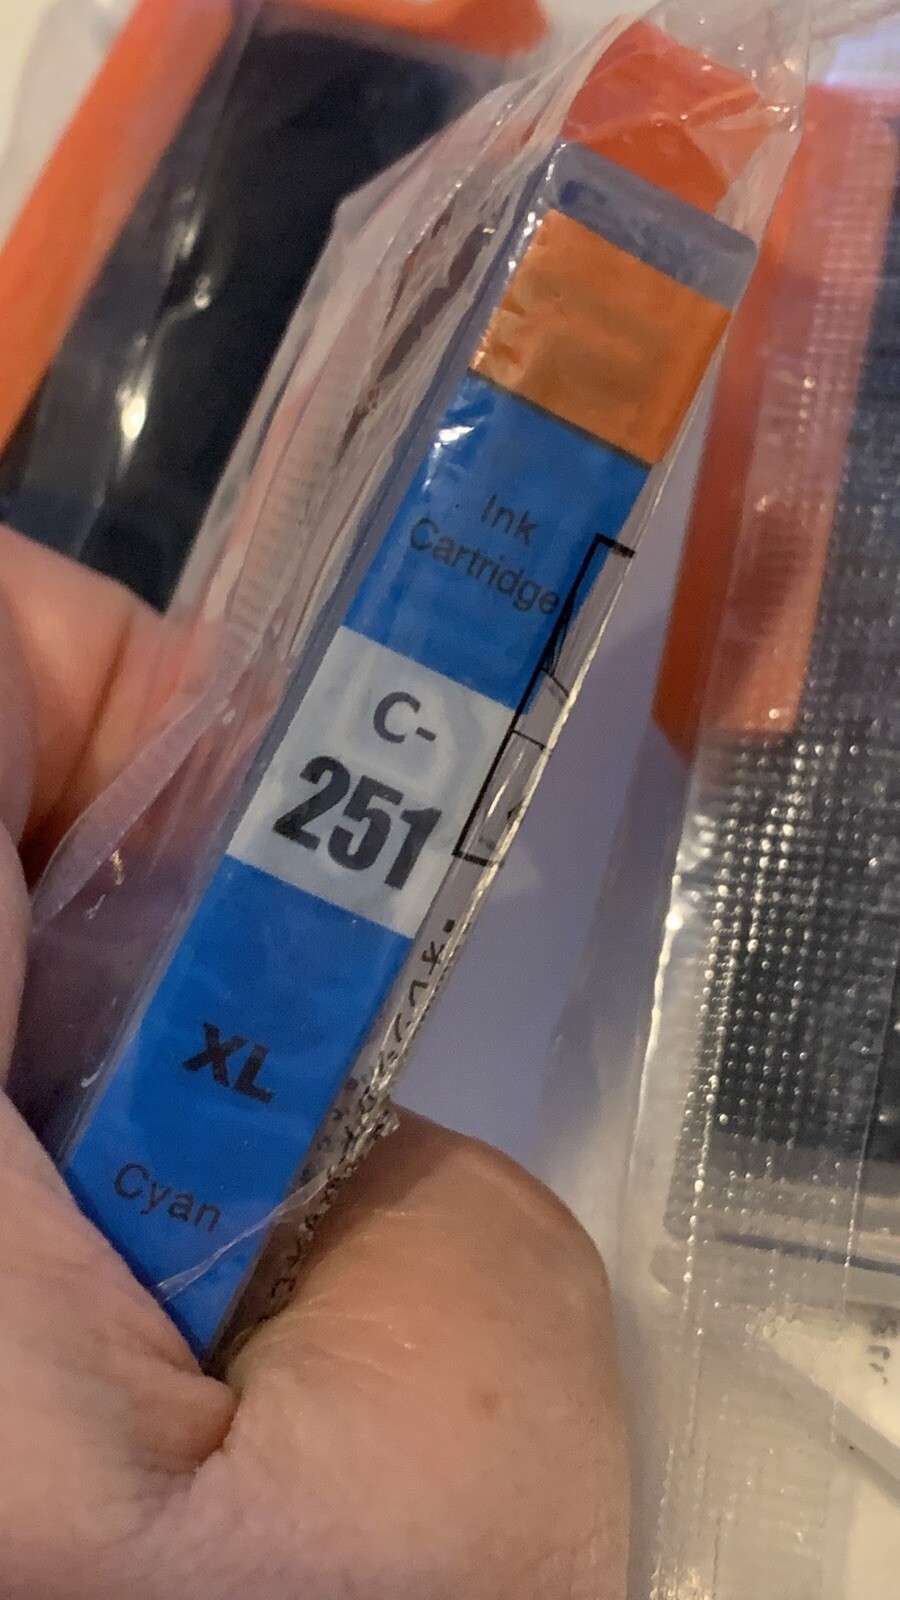 Ink
Cartridge
C-
251
XL
Cyan